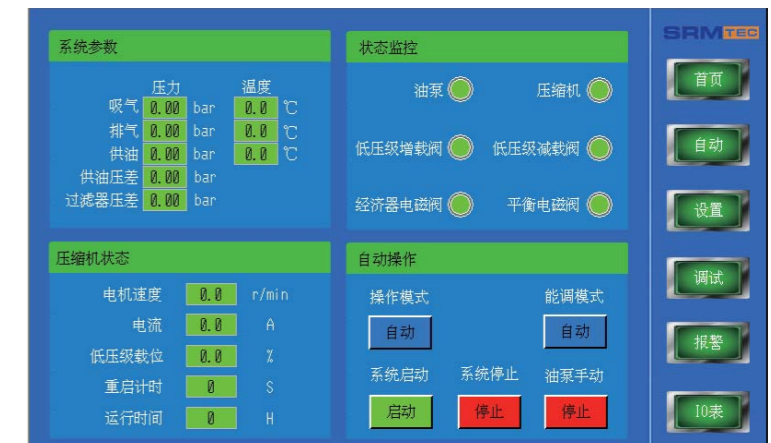 SRMTEC
系统参数
压力 温度
吸气 0.00 bar 0.0 ℃
排气 0.00 bar 0.0 ℃
供油 0.00 bar 0.0 ℃
供油压差 0.00 bar
过滤器压差 0.00 bar
状态监控
油泵 压缩机
低压级增载阀 低压级减载阀
经济器电磁阀 平衡电磁阀
压缩机状态
电机速度 0.0 r/min
电流 0.0 A
低压级载位 0.0 %
重启计时 0 S
运行时间 0 H
自动操作
操作模式 能调模式
自动 自动
系统启动 系统停止 油泵手动
启动 停止 停止
首页
自动
设置
调试
报警
IO表